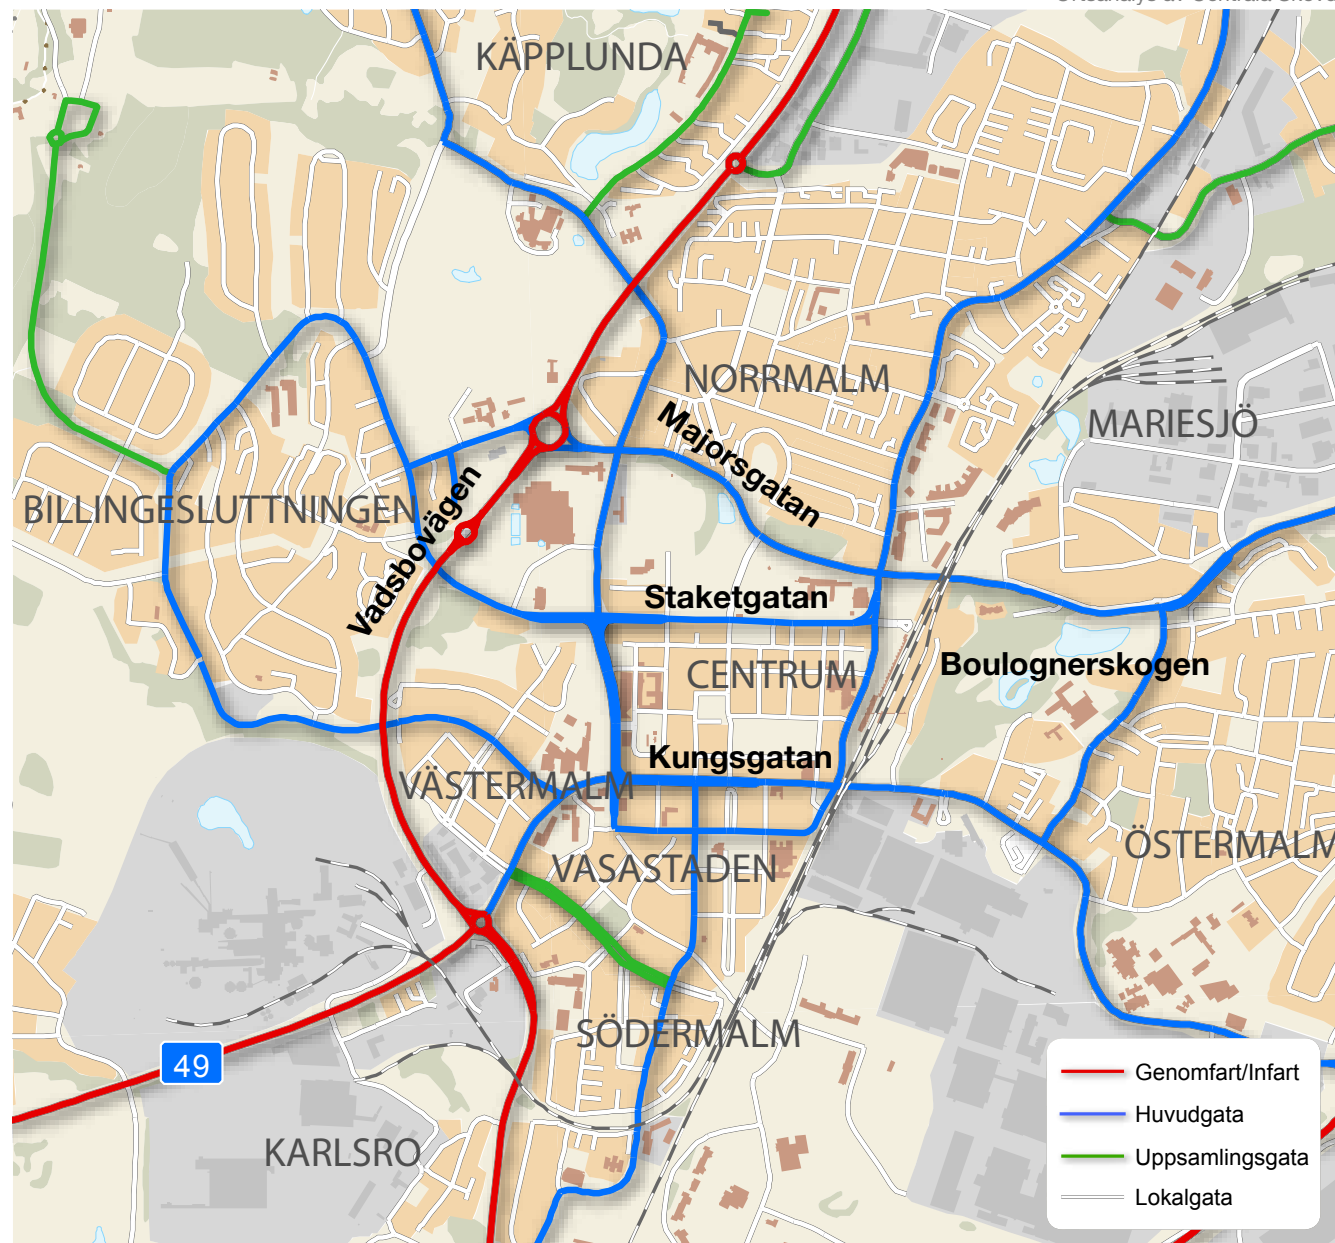 KÄPPLUNDA
NORRMALM
MARIESJÖ
Majorsgatan
BILLINGESLUTTNINGEN
Vadsbovägen
Staketgatan
CENTRUM
Boulognerskogen
Kungsgatan
VÄSTERMALM
ÖSTERMALM
VASASTADEN
SÖDERMALM
49
KARLSRO
Genomfart/Infart
Huvudgata
Uppsamlingsgata
Lokalgata